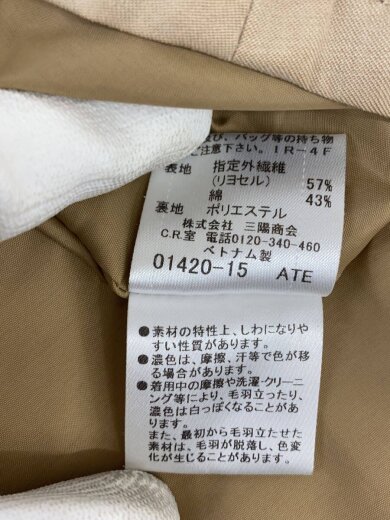 及び、バッグ等の持ち物
ご注意下さい。IR-4F
表地 指定外繊維
(リヨセル) 57%
綿 43%
裏地 ポリエステル
株式会社 三陽商会
C.R.室 電話0120-340-460
ベトナム製
01420-15 ATE
●素材の特性上、しわになりや
すい性質があります。
●濃色は、摩擦、汗等で色が移
る場合があります。
●着用中の摩擦や洗濯・クリーニ
ング等により、毛羽立ったり、
濃色は白っぽくなることがあ
ります。
また、最初から毛羽立たせた
素材は、毛羽が脱落し、色変
化が生じることがあります。